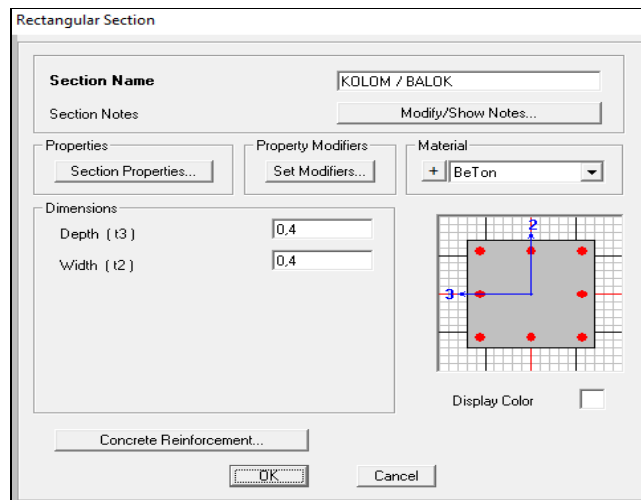 Rectangular Section
Section Name KOLOM / BALOK
Section Notes Modify/Show Notes...
Properties Property Modifiers Material
Section Properties... Set Modifiers... + BeTon
Dimensions
Depth ( t3 ) 0,4
Width ( t2 ) 0,4
2
3
Display Color
Concrete Reinforcement...
OK Cancel